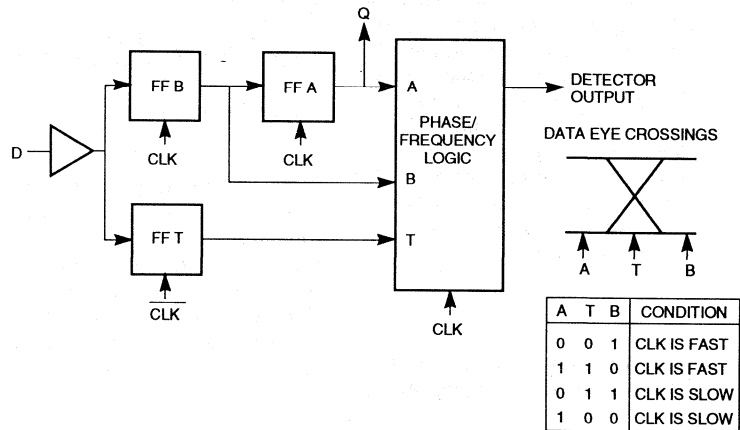 Q
D
FF B
CLK
FF A
CLK
FF T
C̅L̅K̅
A
PHASE/
FREQUENCY
LOGIC
B
T
CLK
DETECTOR
OUTPUT
DATA EYE CROSSINGS
A T B
A T B CONDITION
0 0 1 CLK IS FAST
1 1 0 CLK IS FAST
0 1 1 CLK IS SLOW
1 0 0 CLK IS SLOW